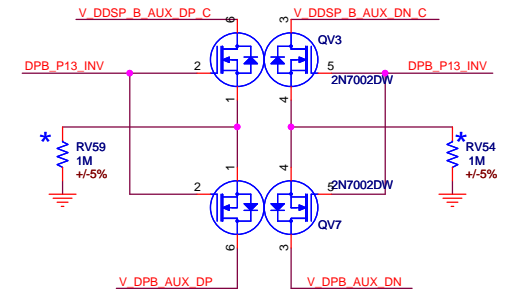 V_DDSP_B_AUX_DP_C V_DDSP_B_AUX_DN_C
6 3
QV3
DPB_P13_INV 2 5 DPB_P13_INV
2N7002DW
1 4
* *
RV59 RV54
1M 1M
+/-5% +/-5%
1 4
2 5 2N7002DW
QV7
6 3
V_DPB_AUX_DP V_DPB_AUX_DN